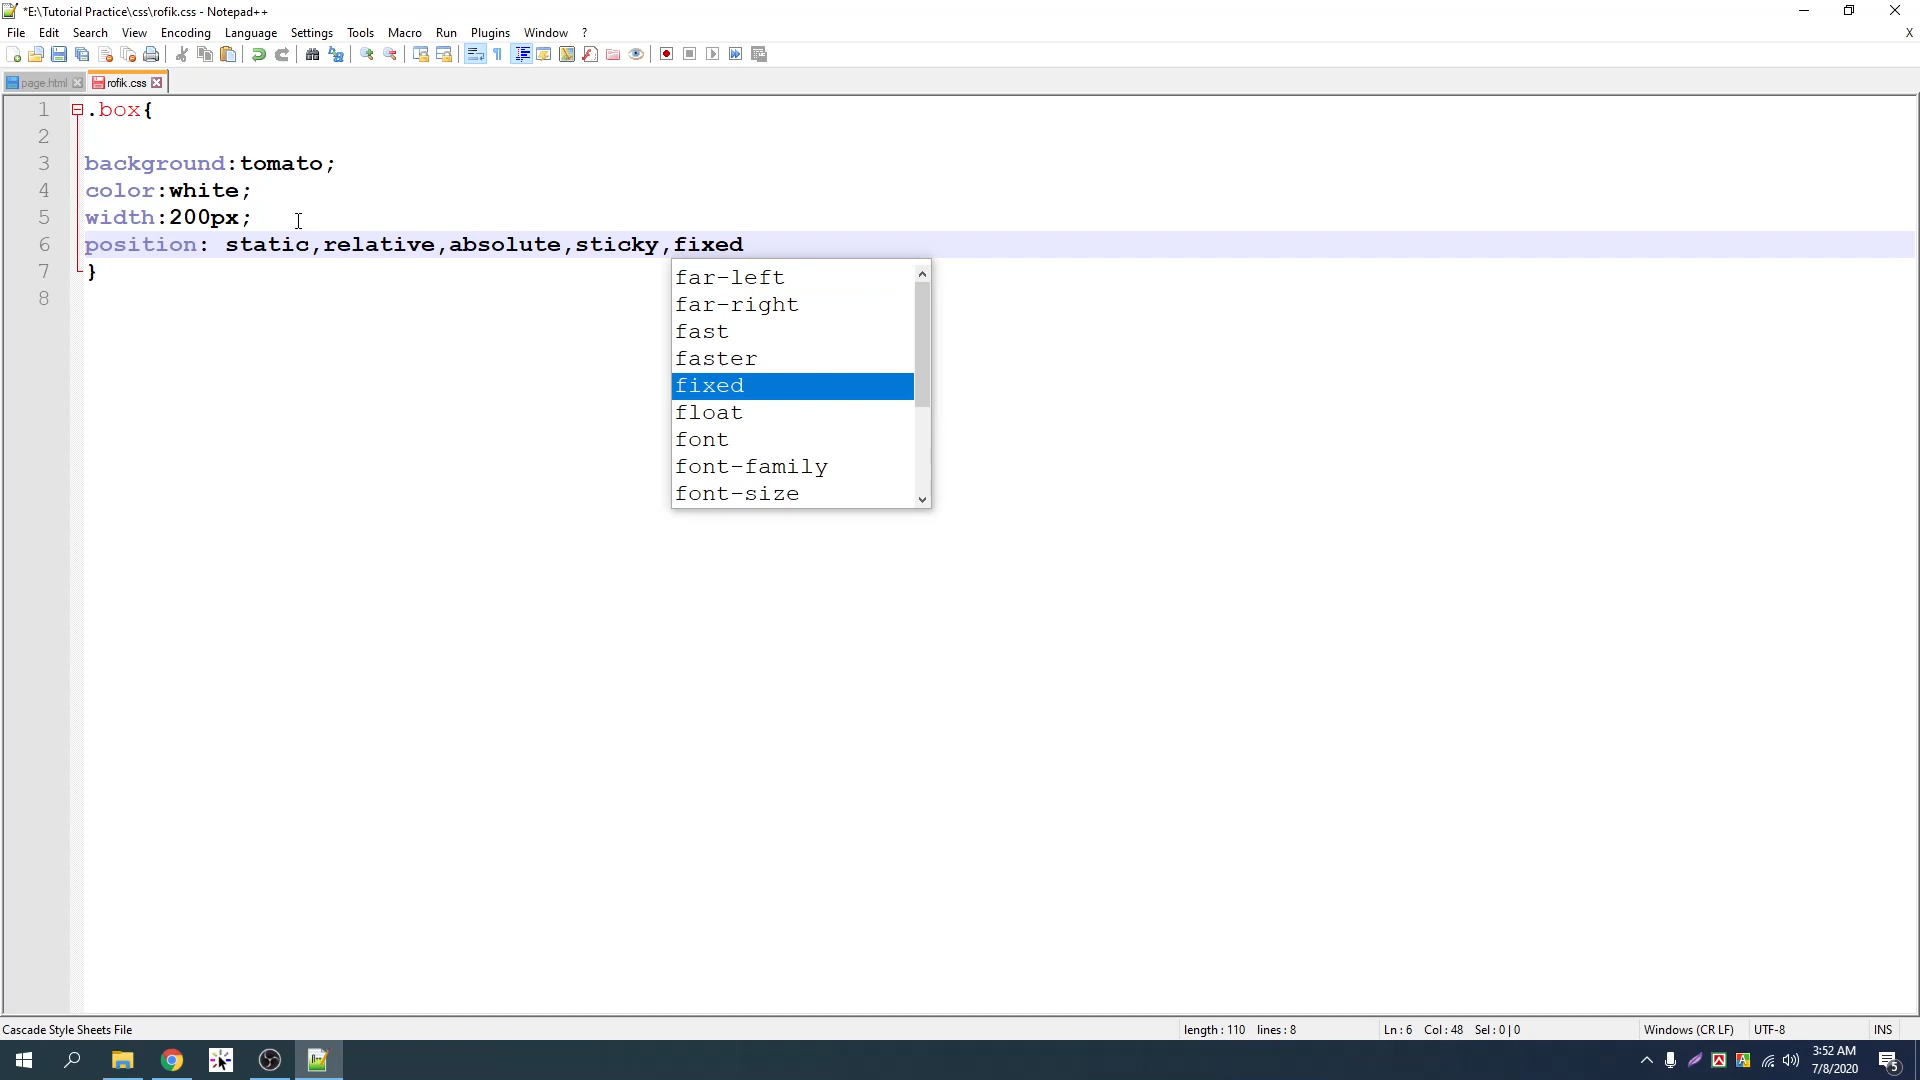 *E:\Tutorial Practice\css\rofik.css - Notepad++
File Edit Search View Encoding Language Settings Tools Macro Run Plugins Window ? X
page.html rofik.css
1 .box{
2
3 background:tomato;
4 color:white;
5 width:200px;
6 position: static,relative,absolute,sticky,fixed
7 }
8
far-left
far-right
fast
faster
fixed
float
font
font-family
font-size
Cascade Style Sheets File length : 110 lines : 8 Ln : 6 Col : 48 Sel : 0 | 0 Windows (CR LF) UTF-8 INS
3:52 AM
7/8/2020
5